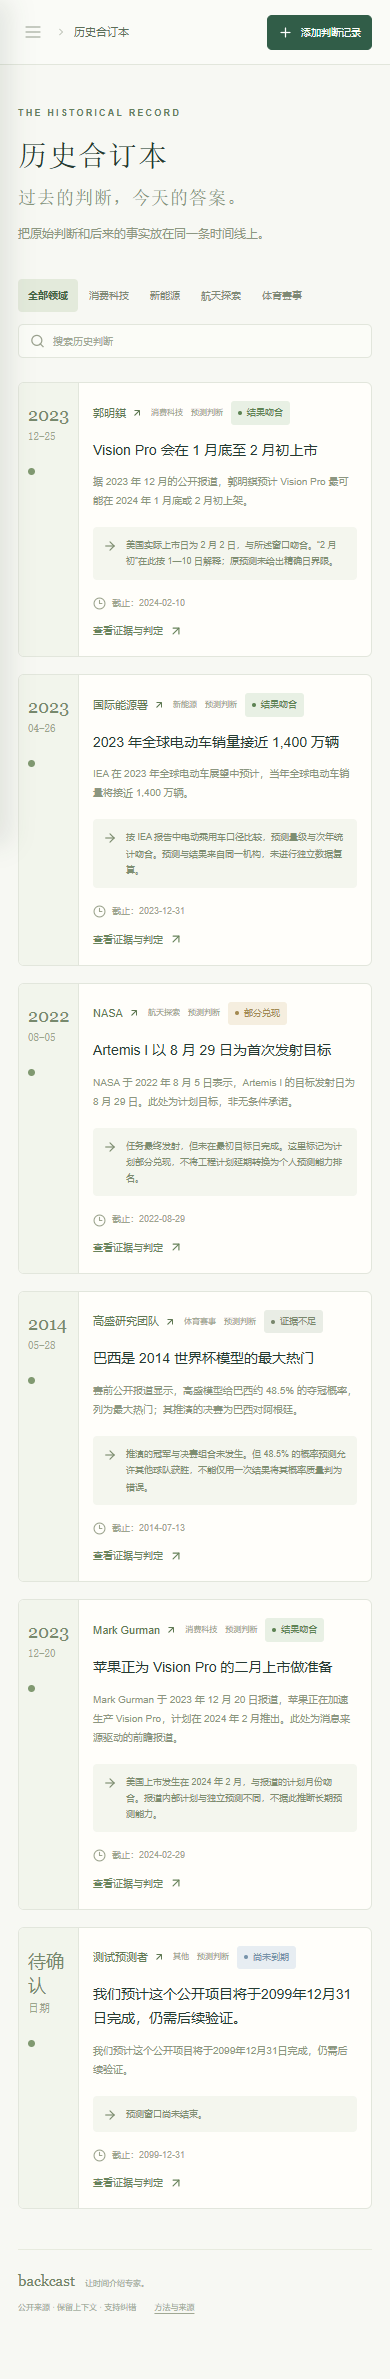 历史合订本
添加判断记录
THE HISTORICAL RECORD
历史合订本
过去的判断，今天的答案。
把原始判断和后来的事实放在同一条时间线上。
全部领域 消费科技 新能源 航天探索 体育赛事
搜索历史判断
2023
12-25
郭明錤 消费科技 预测判断 结果吻合
Vision Pro 会在 1 月底至 2 月初上市
据 2023 年 12 月的公开报道，郭明錤预计 Vision Pro 最可
能在 2024 年 1 月底或 2 月初上架。
美国实际上市日为 2 月 2 日，与所述窗口吻合。“2 月
初”在此按 1—10 日解释；原预测未给出精确日界限。
截止：2024-02-10
查看证据与判定
2023
04-26
国际能源署 新能源 预测判断 结果吻合
2023 年全球电动车销量接近 1,400 万辆
IEA 在 2023 年全球电动车展望中预计，当年全球电动车销
量将接近 1,400 万辆。
按 IEA 报告中电动乘用车口径比较，预测量级与次年统
计吻合。预测与结果来自同一机构，未进行独立数据复
算。
截止：2023-12-31
查看证据与判定
2022
08-05
NASA 航天探索 预测判断 部分兑现
Artemis I 以 8 月 29 日为首次发射目标
NASA 于 2022 年 8 月 5 日表示，Artemis I 的目标发射日为
8 月 29 日。此处为计划目标，非无条件承诺。
任务最终发射，但未在最初目标日完成。这里标记为计
划部分兑现，不将工程计划延期转换为个人预测能力排
名。
截止：2022-08-29
查看证据与判定
2014
05-28
高盛研究团队 体育赛事 预测判断 证据不足
巴西是 2014 世界杯模型的最大热门
赛前公开报道显示，高盛模型给巴西约 48.5% 的夺冠概率，
列为最大热门；其推演的决赛为巴西对阿根廷。
推演的冠军与决赛组合未发生。但 48.5% 的概率预测允
许其他球队获胜，不能仅用一次结果将其概率质量判为
错误。
截止：2014-07-13
查看证据与判定
2023
12-20
Mark Gurman 消费科技 预测判断 结果吻合
苹果正为 Vision Pro 的二月上市做准备
Mark Gurman 于 2023 年 12 月 20 日报道，苹果正在加速
生产 Vision Pro，计划在 2024 年 2 月推出。此处为消息来
源驱动的前瞻报道。
美国上市发生在 2024 年 2 月，与报道的计划月份吻
合。报道内部计划与独立预测不同，不据此推断长期预
测能力。
截止：2024-02-29
查看证据与判定
待确
认
日期
测试预测者 其他 预测判断 尚未到期
我们预计这个公开项目将于2099年12月31
日完成，仍需后续验证。
我们预计这个公开项目将于2099年12月31日完成，仍需后
续验证。
预测窗口尚未结束。
截止：2099-12-31
查看证据与判定
backcast 让时间介绍专家。
公开来源 · 保留上下文 · 支持纠错 方法与来源